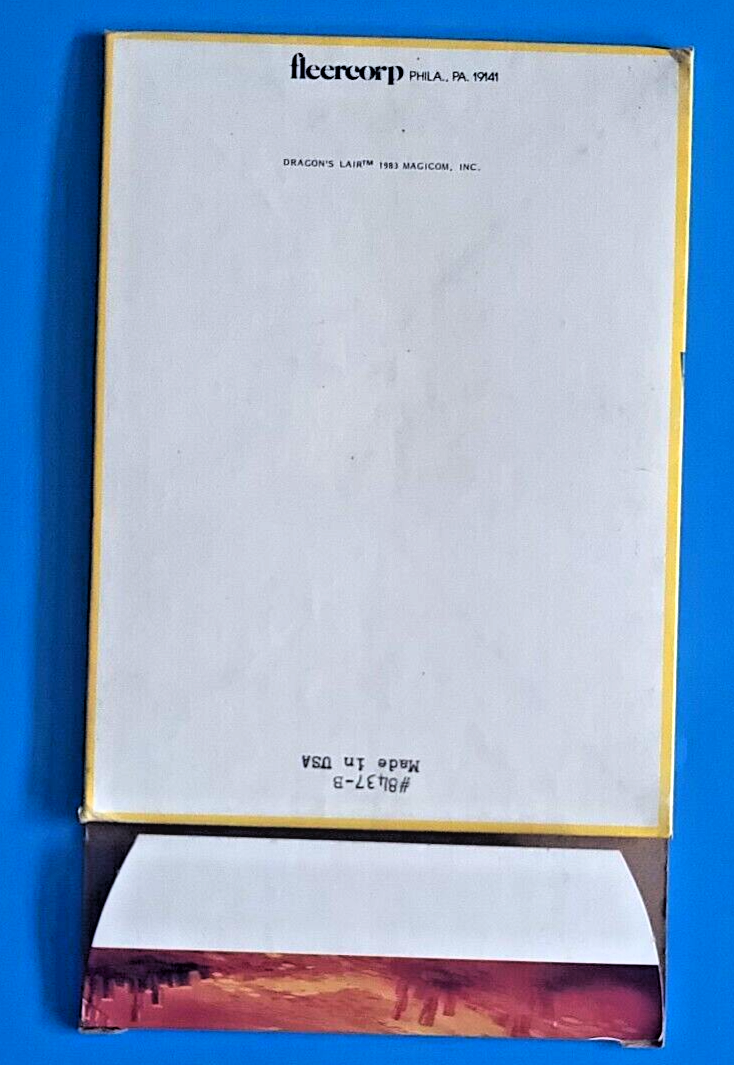 fleercorp PHILA., PA. 19141
DRAGON'S LAIR™ 1983 MAGICOM, INC.
#8437-B
Made in USA